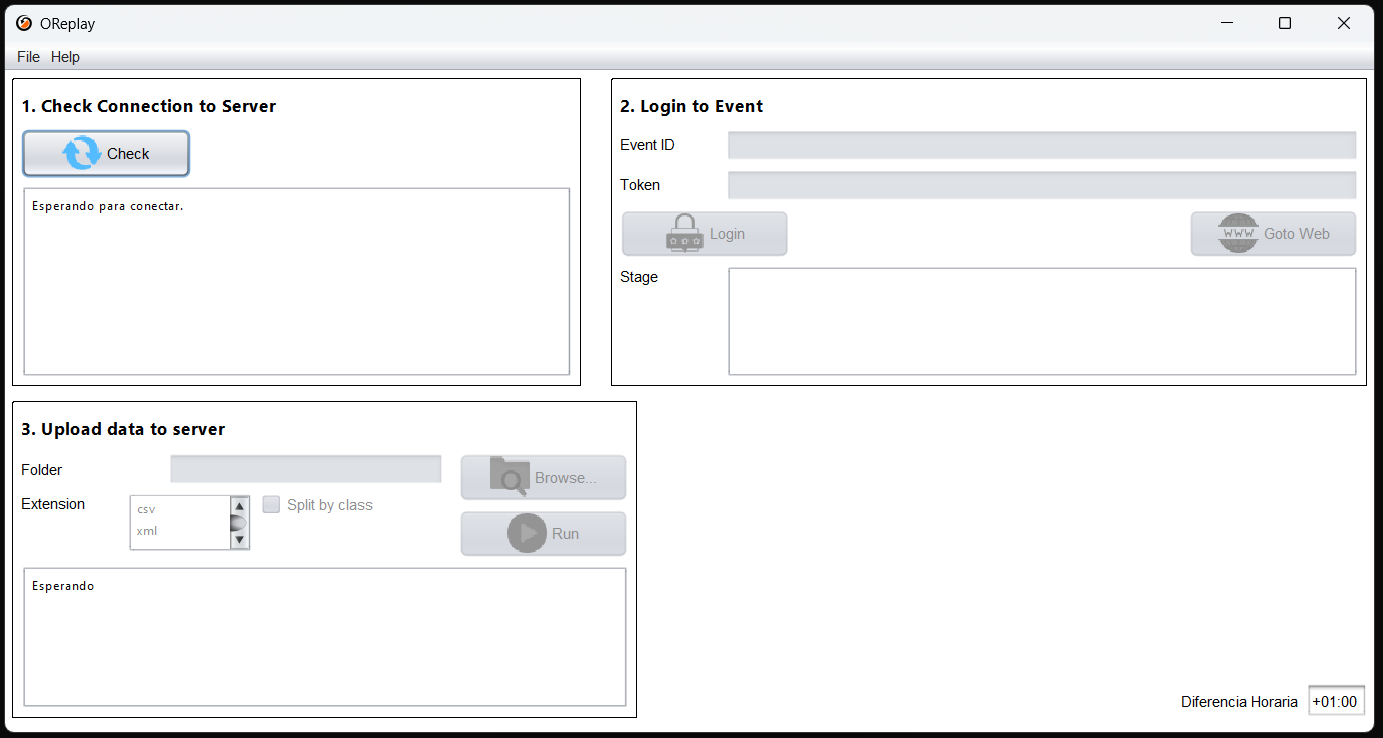 OReplay
File Help
1. Check Connection to Server
Check
Esperando para conectar.
2. Login to Event
Event ID
Token
Login
WWW Goto Web
Stage
3. Upload data to server
Folder
Browse...
Extension
csv
xml
Split by class
Run
Esperando
Diferencia Horaria +01:00